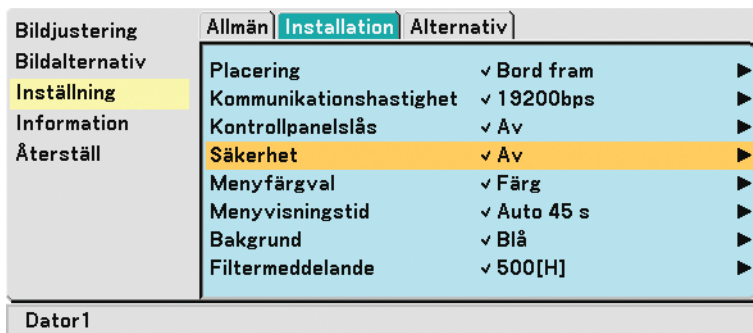 Bildjustering
Bildalternativ
Inställning
Information
Återställ
Allmän Installation Alternativ
Placering ✓ Bord fram ▶
Kommunikationshastighet ✓ 19200bps ▶
Kontrollpanelslås ✓ Av ▶
Säkerhet ✓ Av ▶
Menyfärgval ✓ Färg ▶
Menyvisningstid ✓ Auto 45 s ▶
Bakgrund ✓ Blå ▶
Filtermeddelande ✓ 500[H] ▶
Dator1